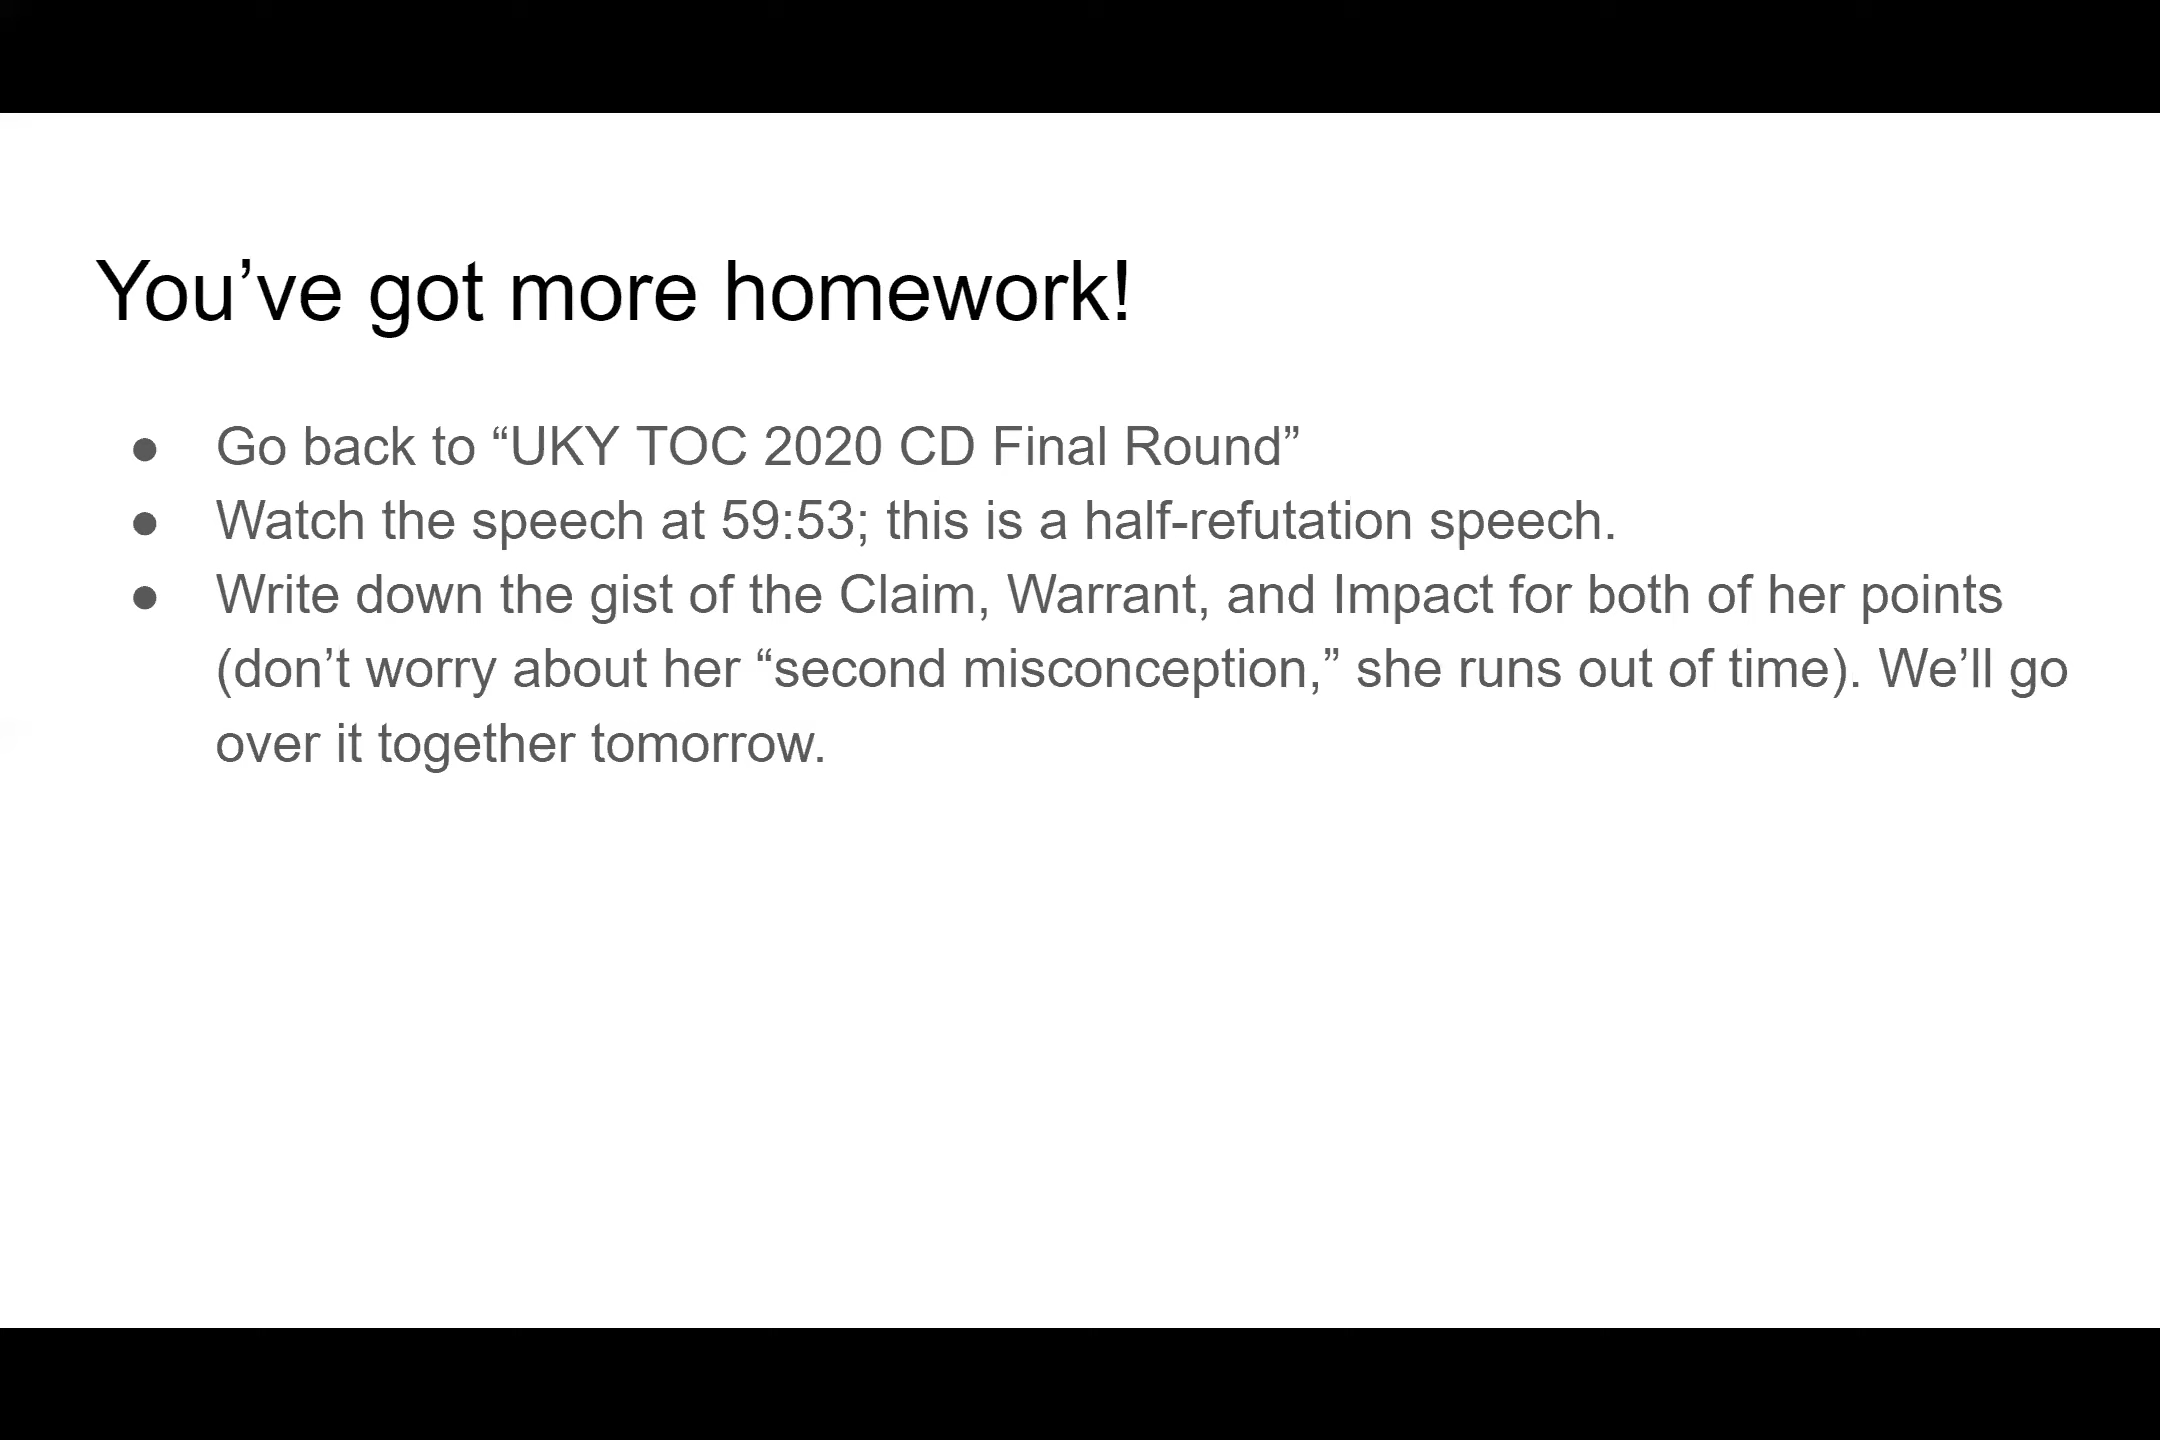 You’ve got more homework!
● Go back to “UKY TOC 2020 CD Final Round”
● Watch the speech at 59:53; this is a half-refutation speech.
● Write down the gist of the Claim, Warrant, and Impact for both of her points
(don’t worry about her “second misconception,” she runs out of time). We’ll go
over it together tomorrow.